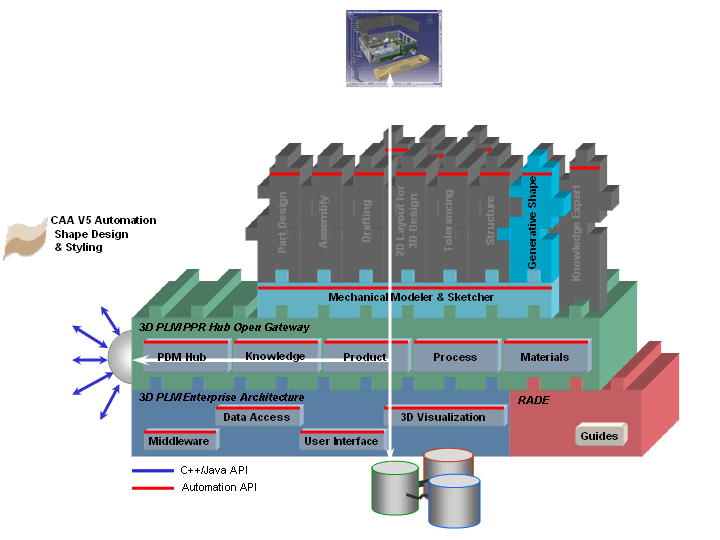 CAA V5 Automation
Shape Design
& Styling
Part Design
Assembly
Drafting
2D Layout for
3D Design
Tolerancing
Structure
Generative Shape
Knowledge Expert
Mechanical Modeler & Sketcher
3D PLM PPR Hub Open Gateway
PDM Hub
Knowledge
Product
Process
Materials
3D PLM Enterprise Architecture
RADE
Data Access
3D Visualization
Middleware
User Interface
Guides
C++/Java API
Automation API